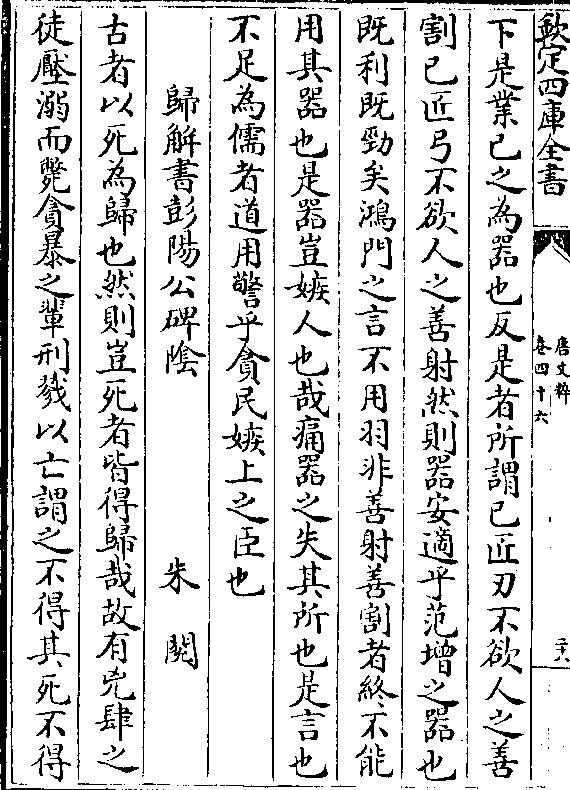 欽定四庫全書
唐文粹
卷四十六
二十八
下是業已之為器也反是者所謂已匠刃不欲人之善
割已匠弓不欲人之善射然則器安適乎范增之器也
既利既勁矣鴻門之言不用羽非善射善割者終不能
用其器也是器豈嫉人也哉痛器之失其所也是言也
不足為儒者道用警乎貪民嫉上之臣也
歸解書彭陽公碑陰 朱閱
古者以死為歸也然則豈死者皆得歸哉故有兇肆之
徒壓溺而斃貪暴之輩刑戮以亡謂之不得其死不得